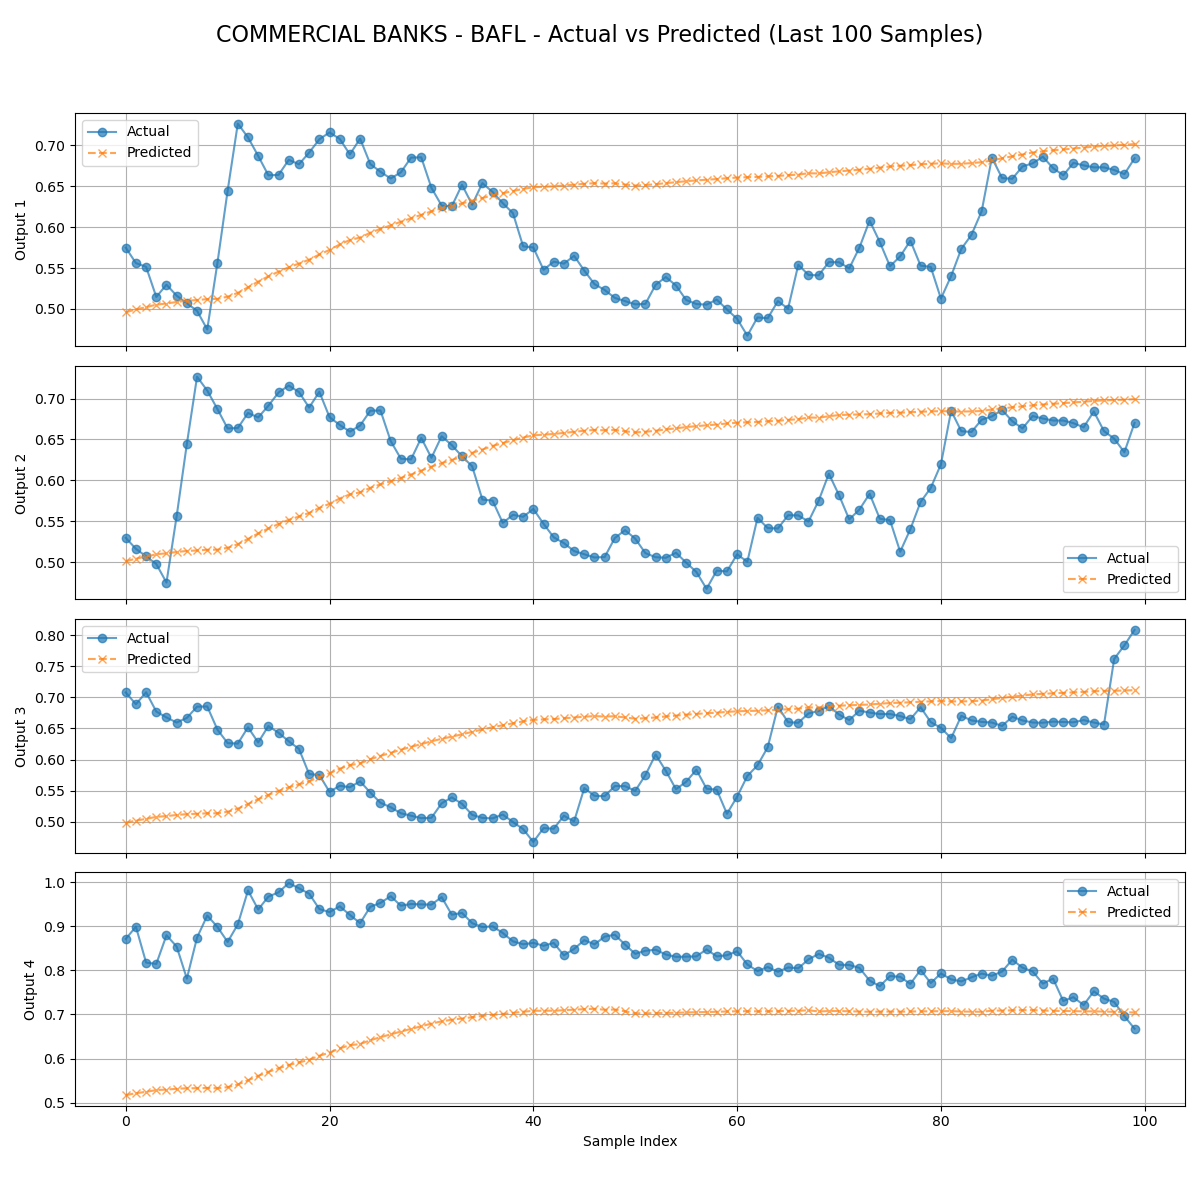 COMMERCIAL BANKS - BAFL - Actual vs Predicted (Last 100 Samples)
Output 1
0.70
0.65
0.60
0.55
0.50
Actual
Predicted
Output 2
0.70
0.65
0.60
0.55
0.50
Actual
Predicted
Output 3
0.80
0.75
0.70
0.65
0.60
0.55
0.50
Actual
Predicted
Output 4
1.0
0.9
0.8
0.7
0.6
0.5
Actual
Predicted
0 20 40 60 80 100
Sample Index